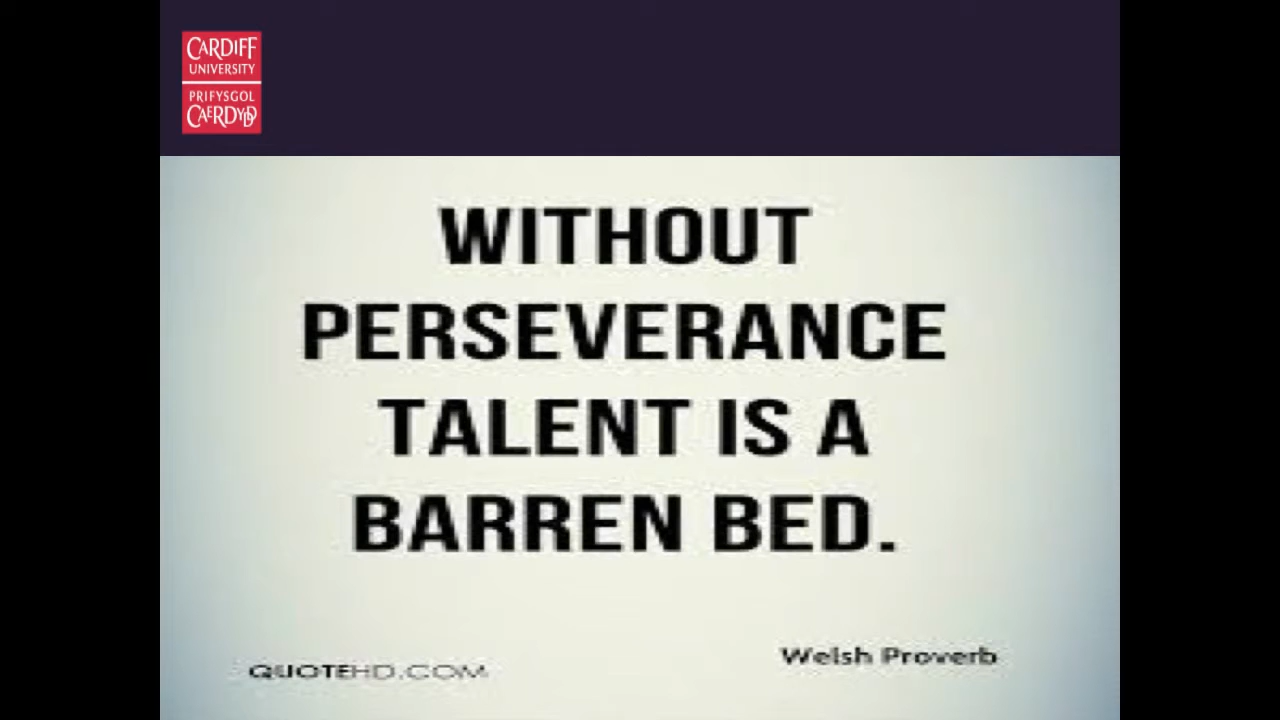 CARDIFF
UNIVERSITY
PRIFYSGOL
CAERDYDD
WITHOUT
PERSEVERANCE
TALENT IS A
BARREN BED.
Welsh Proverb
QUOTEHD.COM